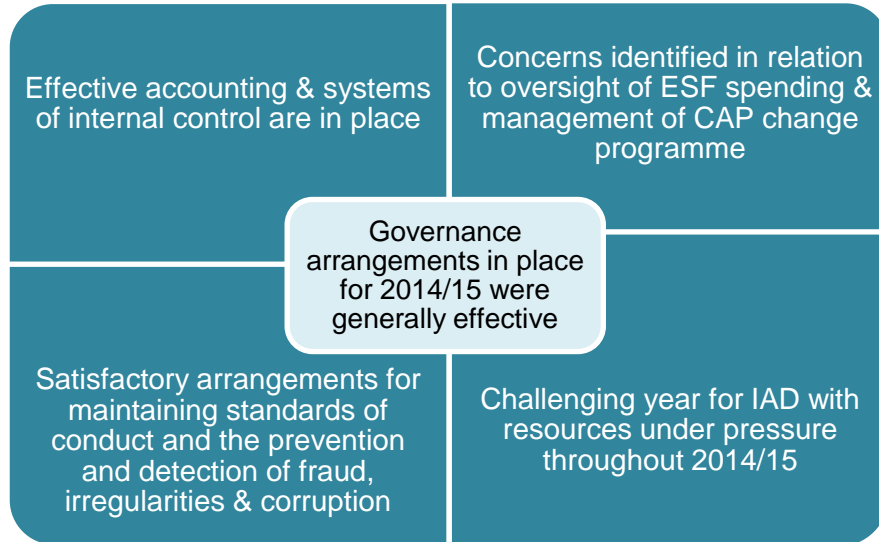 Effective accounting & systems
of internal control are in place
Concerns identified in relation
to oversight of ESF spending &
management of CAP change
programme
Governance
arrangements in place
for 2014/15 were
generally effective
Satisfactory arrangements for
maintaining standards of
conduct and the prevention
and detection of fraud,
irregularities & corruption
Challenging year for IAD with
resources under pressure
throughout 2014/15